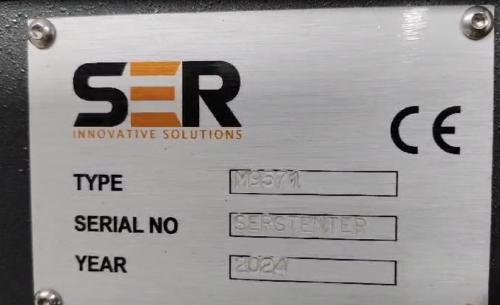 SER
INNOVATIVE SOLUTIONS
CE
TYPE
SERIAL NO SERSTENTER
YEAR 2024